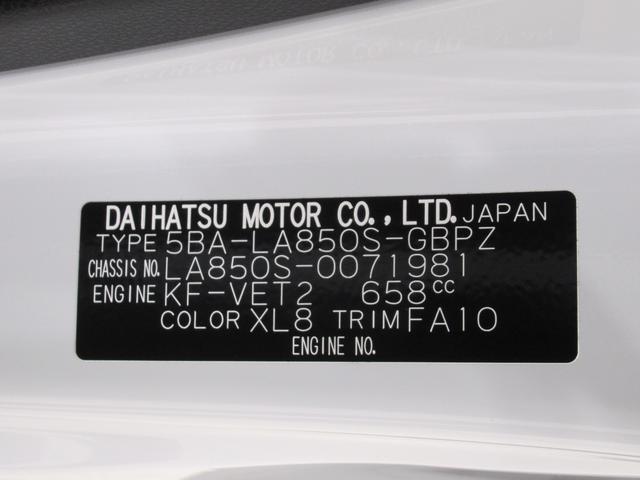 DAIHATSU MOTOR CO., LTD. JAPAN
TYPE 5BA-LA850S-GBPZ
CHASSIS NO. LA850S-0071981
ENGINE KF-VET2 658cc
COLOR XL8 TRIM FA10
ENGINE NO.